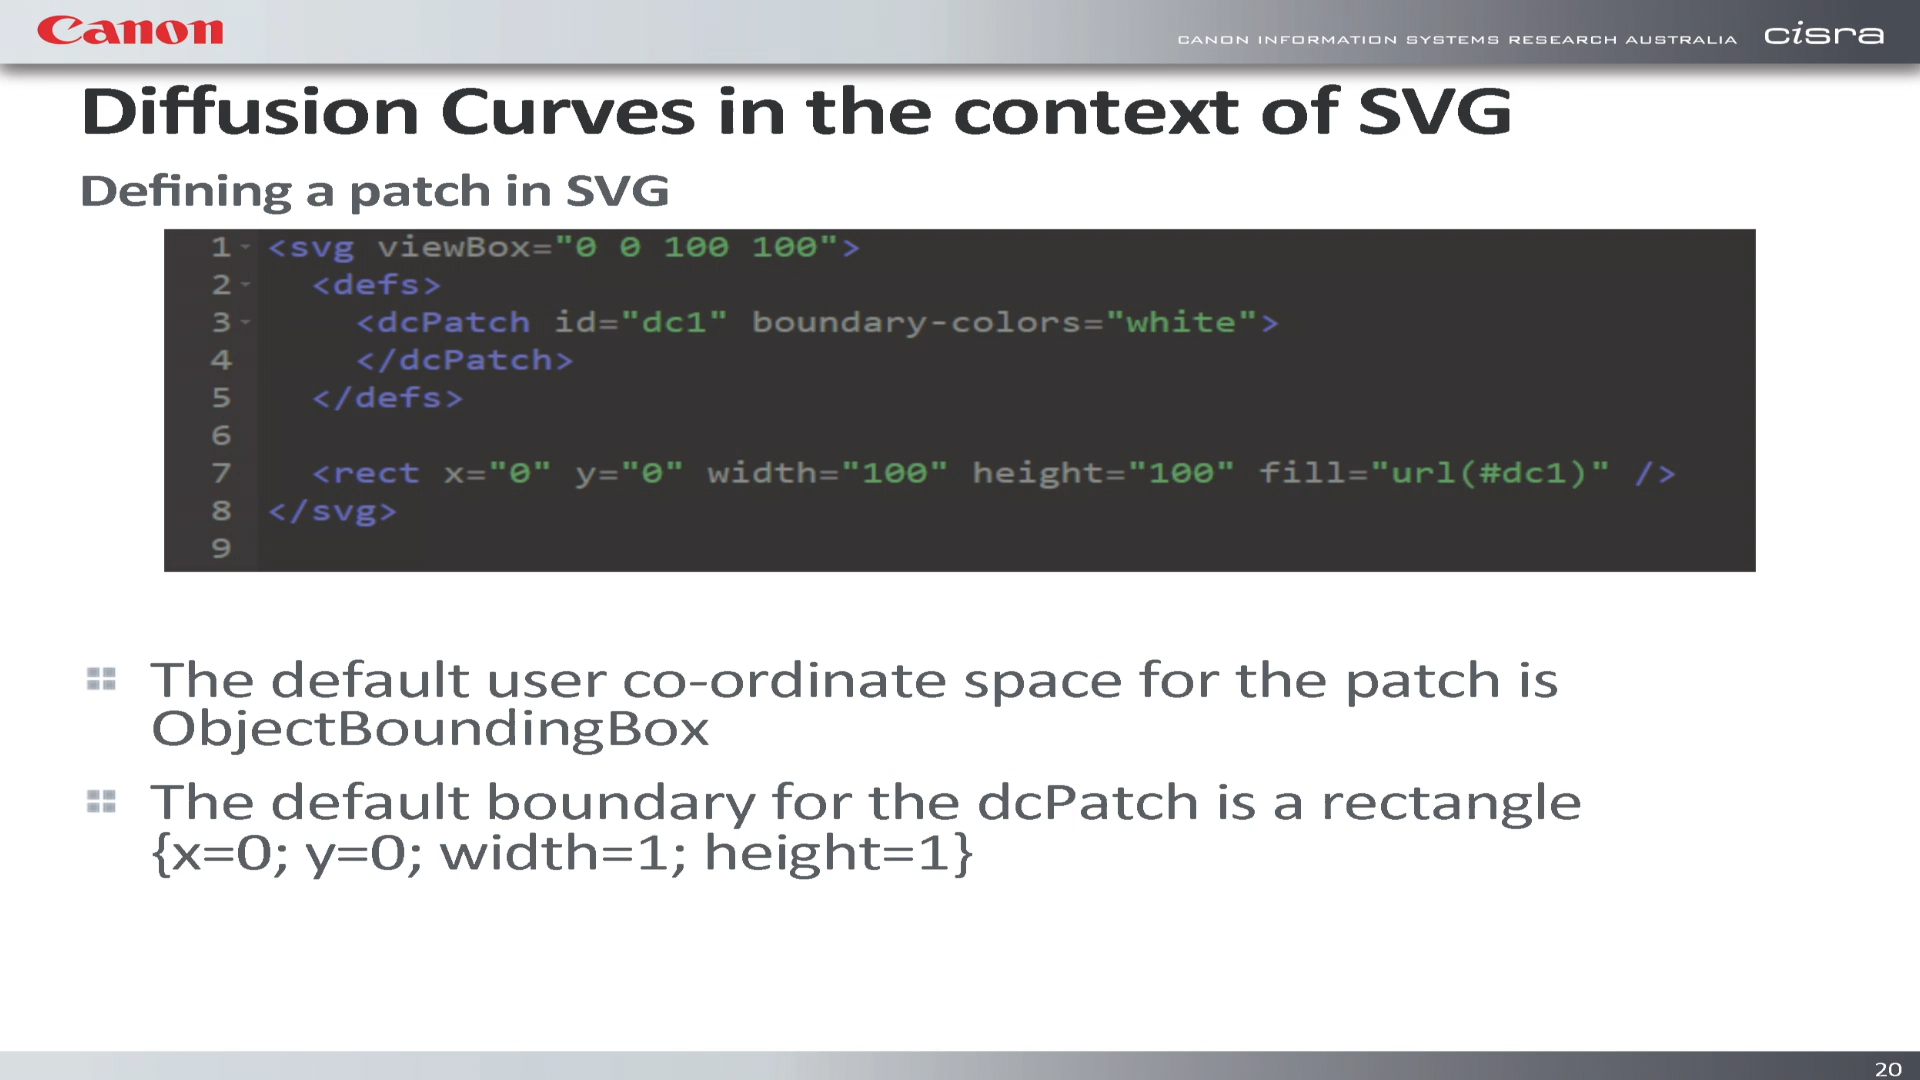 Canon
CANON INFORMATION SYSTEMS RESEARCH AUSTRALIA cisra
Diffusion Curves in the context of SVG
Defining a patch in SVG
1 <svg viewBox="0 0 100 100">
2 <defs>
3 <dcPatch id="dc1" boundary-colors="white">
4 </dcPatch>
5 </defs>
6
7 <rect x="0" y="0" width="100" height="100" fill="url(#dc1)" />
8 </svg>
9
The default user co-ordinate space for the patch is
ObjectBoundingBox
The default boundary for the dcPatch is a rectangle
{x=0; y=0; width=1; height=1}
20